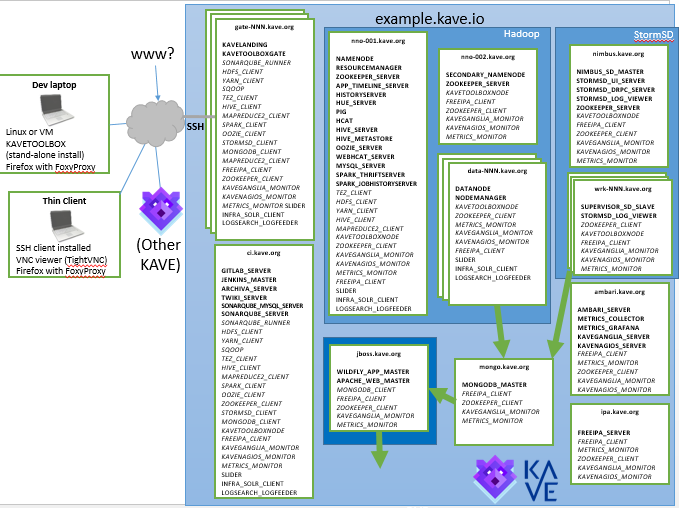 example.kave.io
www?
SSH
Dev laptop
Linux or VM
KAVETOOLBOX
(stand-alone install)
Firefox with FoxyProxy
Thin Client
SSH client installed
VNC viewer (TightVNC)
Firefox with FoxyProxy
(Other
KAVE)
gate-NNN.kave.org
KAVELANDING
KAVETOOLBOXGATE
SONARQUBE_RUNNER
HDFS_CLIENT
YARN_CLIENT
SQOOP
TEZ_CLIENT
HIVE_CLIENT
MAPREDUCE2_CLIENT
SPARK_CLIENT
OOZIE_CLIENT
STORMSD_CLIENT
MONGODB_CLIENT
MAPREDUCE2_CLIENT
FREEIPA_CLIENT
ZOOKEEPER_CLIENT
KAVEGANGLIA_MONITOR
KAVENAGIOS_MONITOR
METRICS_MONITOR SLIDER
INFRA_SOLR_CLIENT
LOGSEARCH_LOGFEEDER
ci.kave.org
GITLAB_SERVER
JENKINS_MASTER
ARCHIVA_SERVER
TWIKI_SERVER
SONARQUBE_MYSQL_SERVER
SONARQUBE_SERVER
SONARQUBE_RUNNER
HDFS_CLIENT
YARN_CLIENT
SQOOP
TEZ_CLIENT
HIVE_CLIENT
MAPREDUCE2_CLIENT
SPARK_CLIENT
OOZIE_CLIENT
ZOOKEEPER_CLIENT
STORMSD_CLIENT
MONGODB_CLIENT
KAVETOOLBOXNODE
FREEIPA_CLIENT
KAVEGANGLIA_MONITOR
KAVENAGIOS_MONITOR
METRICS_MONITOR
SLIDER
INFRA_SOLR_CLIENT
LOGSEARCH_LOGFEEDER
Hadoop
nno-001.kave.org
NAMENODE
RESOURCEMANAGER
ZOOKEEPER_SERVER
APP_TIMELINE_SERVER
HISTORYSERVER
HUE_SERVER
PIG
HCAT
HIVE_SERVER
HIVE_METASTORE
OOZIE_SERVER
WEBHCAT_SERVER
MYSQL_SERVER
SPARK_THRIFTSERVER
SPARK_JOBHISTORYSERVER
TEZ_CLIENT
HDFS_CLIENT
YARN_CLIENT
HIVE_CLIENT
MAPREDUCE2_CLIENT
KAVETOOLBOXNODE
ZOOKEEPER_CLIENT
KAVEGANGLIA_MONITOR
KAVENAGIOS_MONITOR
METRICS_MONITOR
FREEIPA_CLIENT
SLIDER
INFRA_SOLR_CLIENT
LOGSEARCH_LOGFEEDER
nno-002.kave.org
SECONDARY_NAMENODE
ZOOKEEPER_SERVER
KAVETOOLBOXNODE
FREEIPA_CLIENT
ZOOKEEPER_CLIENT
KAVEGANGLIA_MONITOR
KAVENAGIOS_MONITOR
METRICS_MONITOR
data-NNN.kave.org
DATANODE
NODEMANAGER
KAVETOOLBOXNODE
ZOOKEEPER_CLIENT
METRICS_MONITOR
KAVEGANGLIA_MONITOR
KAVENAGIOS_MONITOR
FREEIPA_CLIENT
SLIDER
INFRA_SOLR_CLIENT
LOGSEARCH_LOGFEEDER
StormSD
nimbus.kave.org
NIMBUS_SD_MASTER
STORMSD_UI_SERVER
STORMSD_DRPC_SERVER
STORMSD_LOG_VIEWER
ZOOKEEPER_SERVER
KAVETOOLBOXNODE
FREEIPA_CLIENT
ZOOKEEPER_CLIENT
KAVEGANGLIA_MONITOR
KAVENAGIOS_MONITOR
METRICS_MONITOR
wrk-NNN.kave.org
SUPERVISOR_SD_SLAVE
STORMSD_LOG_VIEWER
ZOOKEEPER_CLIENT
KAVETOOLBOXNODE
FREEIPA_CLIENT
KAVEGANGLIA_MONITOR
KAVENAGIOS_MONITOR
METRICS_MONITOR
jboss.kave.org
WILDFLY_APP_MASTER
APACHE_WEB_MASTER
MONGODB_CLIENT
FREEIPA_CLIENT
ZOOKEEPER_CLIENT
KAVEGANGLIA_MONITOR
METRICS_MONITOR
mongo.kave.org
MONGODB_MASTER
FREEIPA_CLIENT
ZOOKEEPER_CLIENT
KAVEGANGLIA_MONITOR
METRICS_MONITOR
ambari.kave.org
AMBARI_SERVER
METRICS_COLLECTOR
METRICS_GRAFANA
KAVEGANGLIA_SERVER
KAVENAGIOS_SERVER
FREEIPA_CLIENT
METRICS_MONITOR
ZOOKEEPER_CLIENT
KAVEGANGLIA_MONITOR
KAVENAGIOS_MONITOR
ipa.kave.org
FREEIPA_SERVER
FREEIPA_CLIENT
METRICS_MONITOR
ZOOKEEPER_CLIENT
KAVEGANGLIA_MONITOR
KAVENAGIOS_MONITOR
KAVE